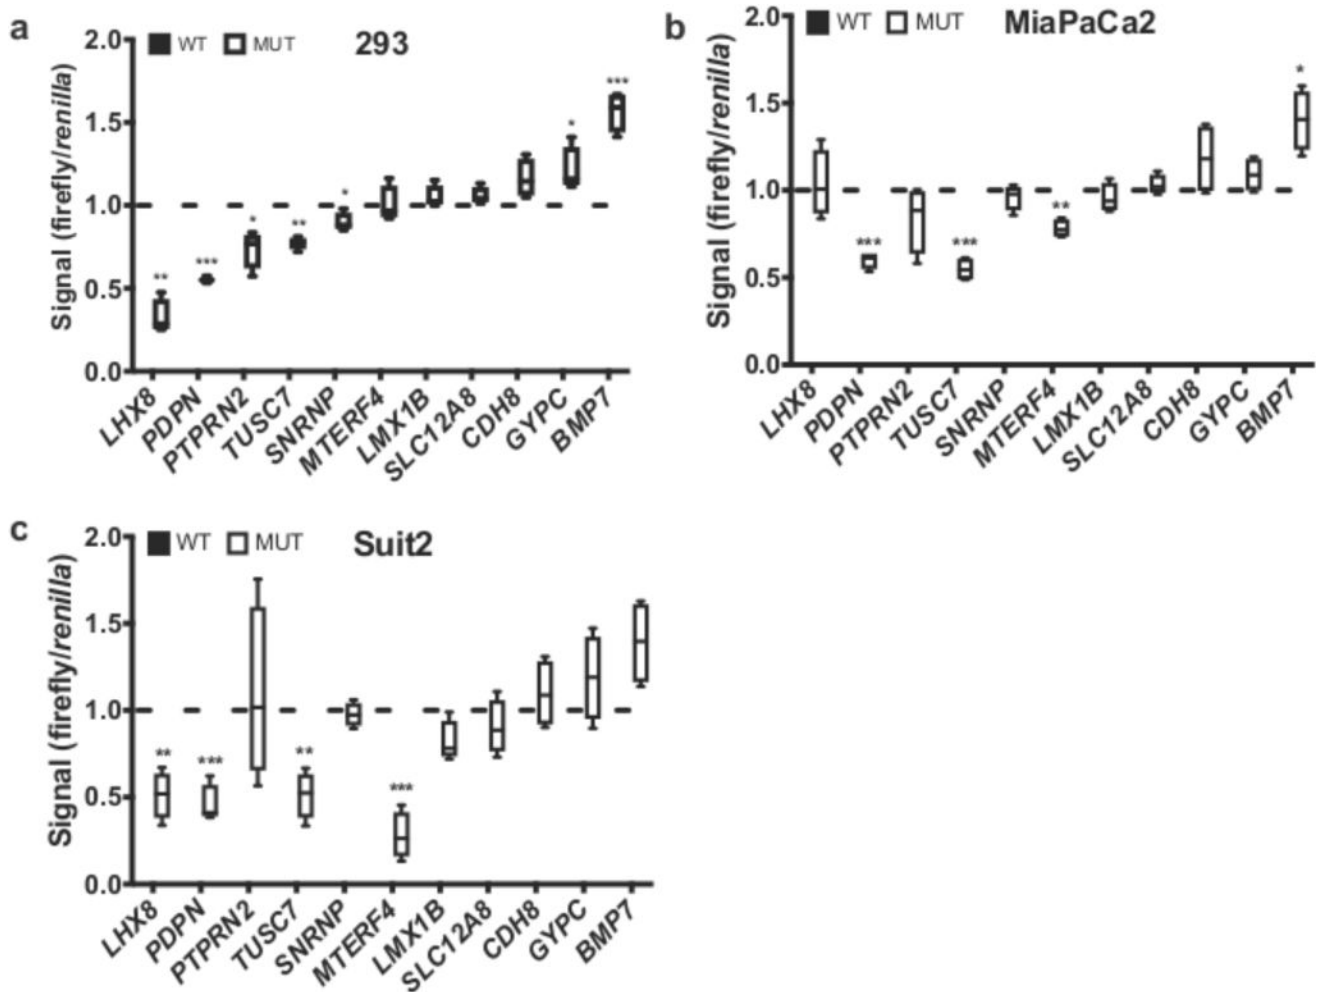 a
WT MUT 293
Signal (firefly/renilla)
2.0
1.5
1.0
0.5
0.0
** *** * ** * * ***
LHX8 PDPN PTPRN2 TUSC7 SNRNP MTERF4 LMX1B SLC12A8 CDH8 GYPC BMP7
b
WT MUT MiaPaCa2
Signal (firefly/renilla)
2.0
1.5
1.0
0.5
0.0
*** *** ** *
LHX8 PDPN PTPRN2 TUSC7 SNRNP MTERF4 LMX1B SLC12A8 CDH8 GYPC BMP7
c
WT MUT Suit2
Signal (firefly/renilla)
2.0
1.5
1.0
0.5
0.0
** *** ** ***
LHX8 PDPN PTPRN2 TUSC7 SNRNP MTERF4 LMX1B SLC12A8 CDH8 GYPC BMP7